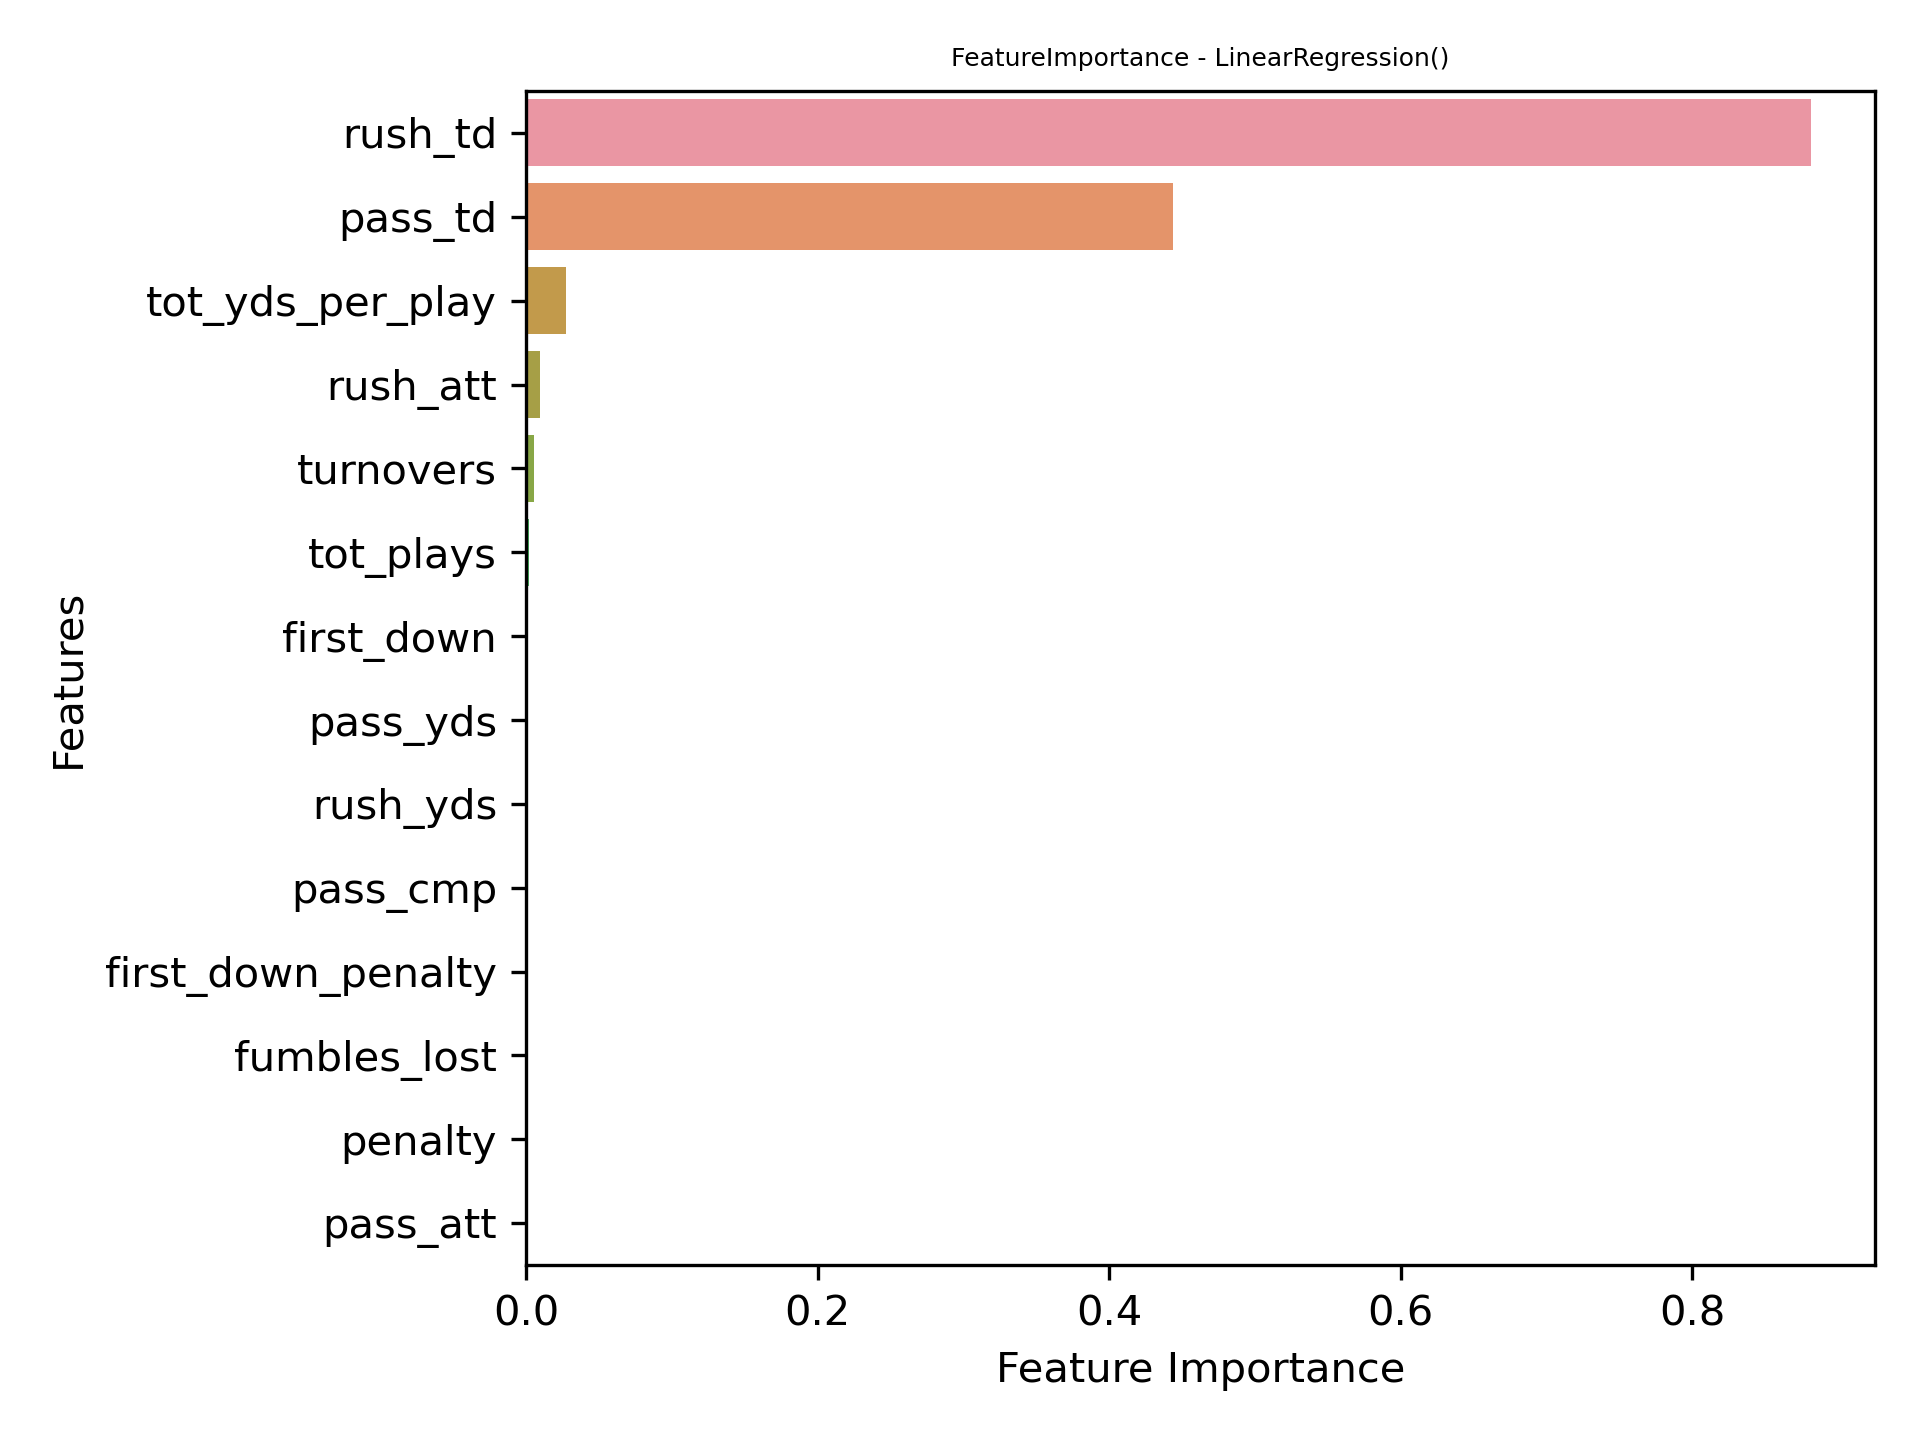 FeatureImportance - LinearRegression()
rush_td
pass_td
tot_yds_per_play
rush_att
turnovers
tot_plays
first_down
pass_yds
rush_yds
pass_cmp
first_down_penalty
fumbles_lost
penalty
pass_att
Features
0.0 0.2 0.4 0.6 0.8
Feature Importance